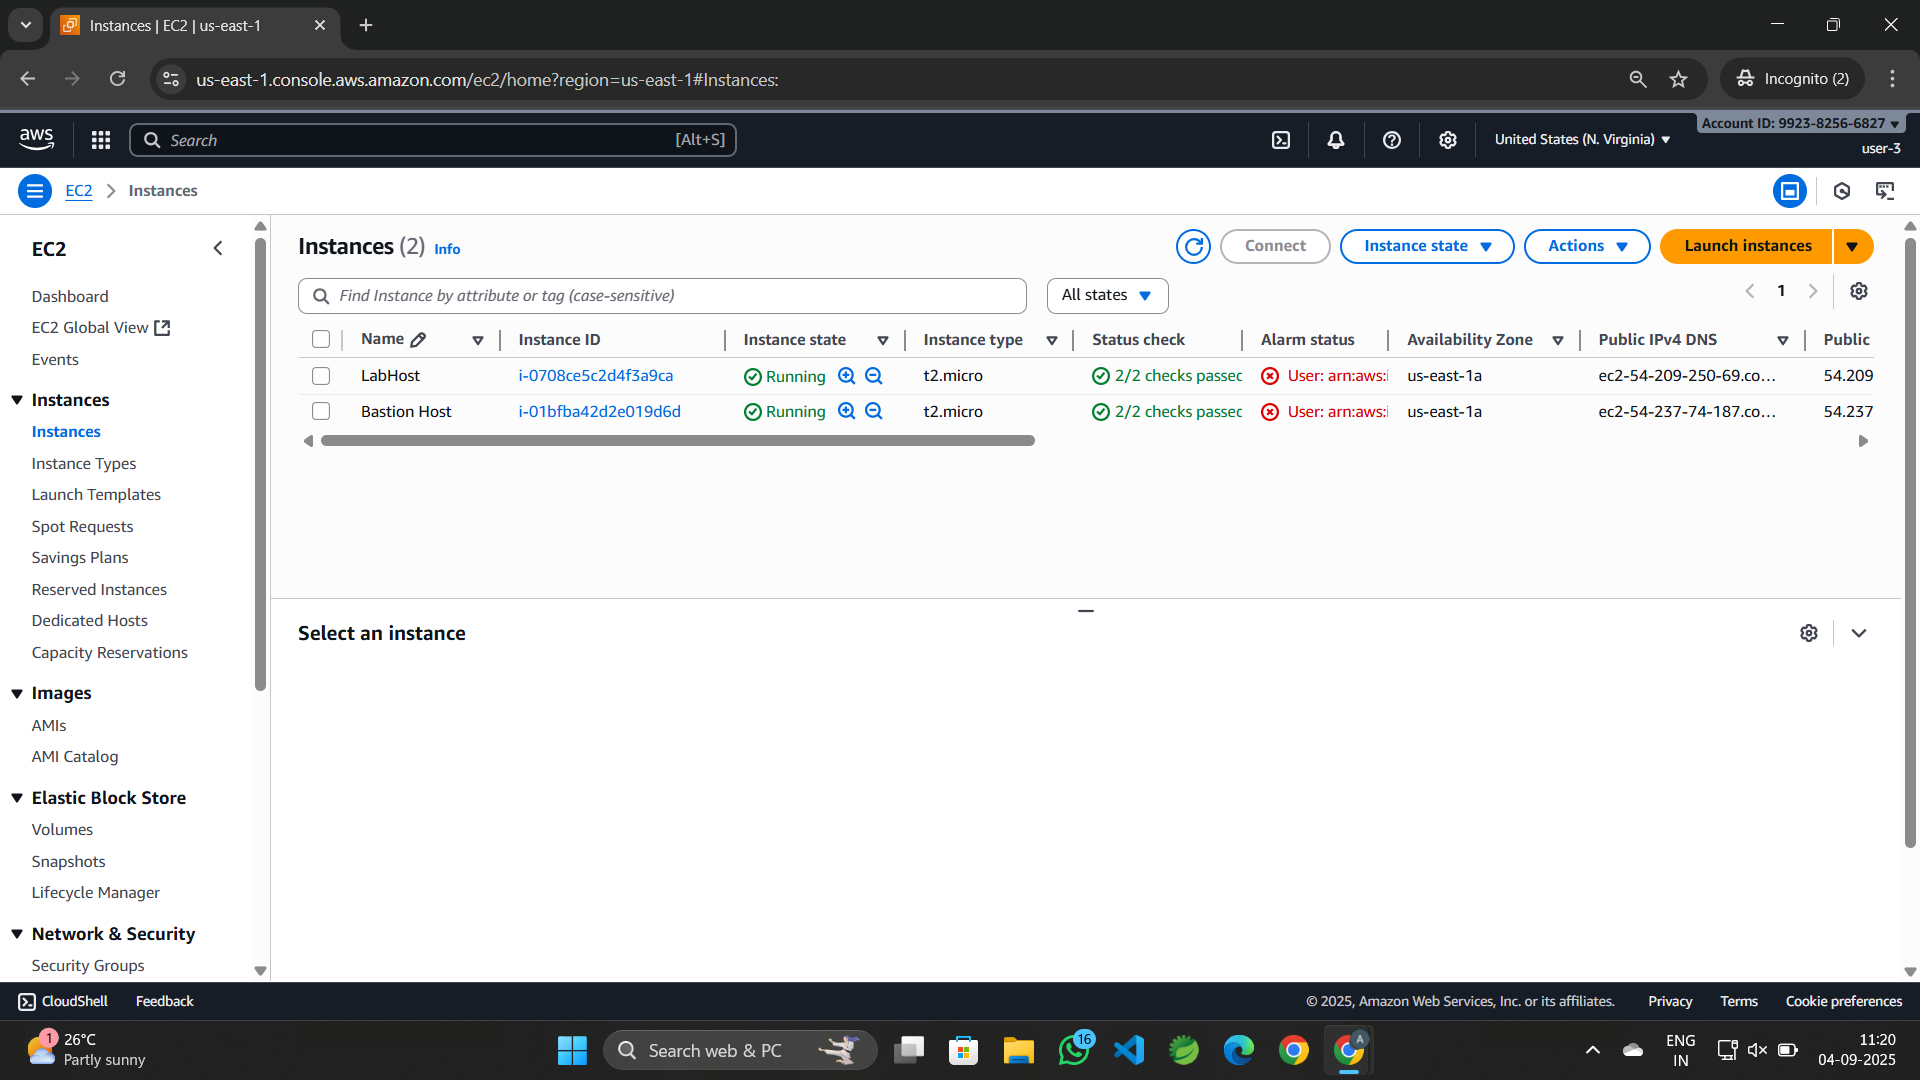 Instances | EC2 | us-east-1
us-east-1.console.aws.amazon.com/ec2/home?region=us-east-1#Instances:
Incognito (2)
aws
Search [Alt+S]
United States (N. Virginia)
Account ID: 9923-8256-6827
user-3
EC2 Instances
EC2
Dashboard
EC2 Global View
Events
Instances
Instances
Instance Types
Launch Templates
Spot Requests
Savings Plans
Reserved Instances
Dedicated Hosts
Capacity Reservations
Images
AMIs
AMI Catalog
Elastic Block Store
Volumes
Snapshots
Lifecycle Manager
Network & Security
Security Groups
Instances (2) Info
Connect Instance state Actions Launch instances
Find Instance by attribute or tag (case-sensitive) All states 1
Name Instance ID Instance state Instance type Status check Alarm status Availability Zone Public IPv4 DNS Public
LabHost i-0708ce5c2d4f3a9ca Running t2.micro 2/2 checks passec User: arn:aws:i us-east-1a ec2-54-209-250-69.co... 54.209
Bastion Host i-01bfba42d2e019d6d Running t2.micro 2/2 checks passec User: arn:aws:i us-east-1a ec2-54-237-74-187.co... 54.237
Select an instance
CloudShell Feedback © 2025, Amazon Web Services, Inc. or its affiliates. Privacy Terms Cookie preferences
1
26°C
Partly sunny
Search web & PC
16
A
ENG
IN
11:20
04-09-2025